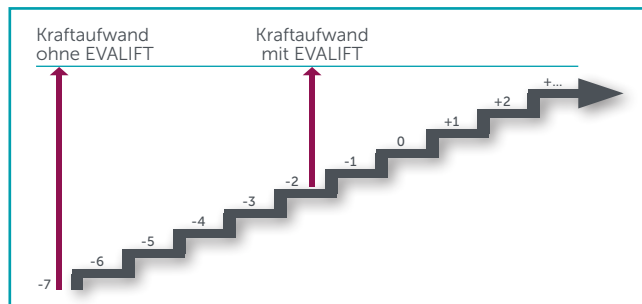 Kraftaufwand
ohne EVALIFT
Kraftaufwand
mit EVALIFT
+...
+2
+1
0
-1
-2
-3
-4
-5
-6
-7